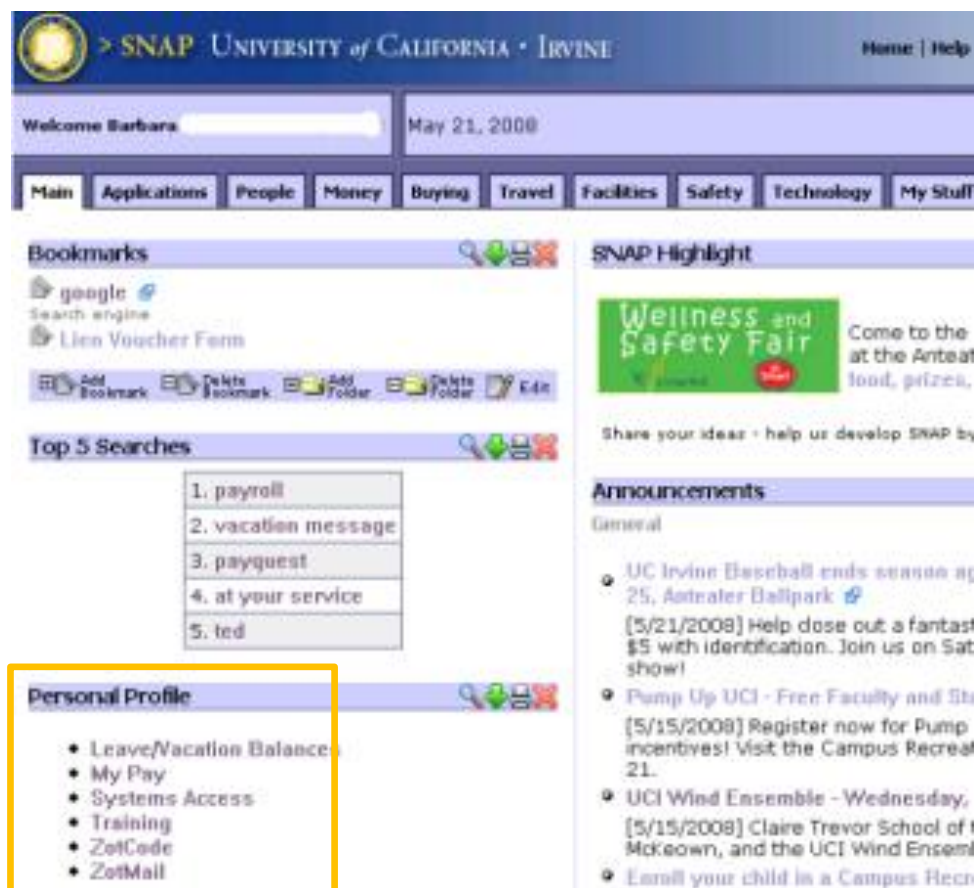 > SNAP UNIVERSITY of CALIFORNIA • IRVINE
Home | Help
Welcome Barbara
May 21, 2008
Main Applications People Money Buying Travel Facilities Safety Technology My Stuff
Bookmarks
google
Search engine
Lien Voucher Form
Add Bookmark Delete Bookmark Add Folder Delete Folder Edit
Top 5 Searches
1. payroll
2. vacation message
3. payquest
4. at your service
5. ted
Personal Profile
• Leave/Vacation Balances
• My Pay
• Systems Access
• Training
• ZotCode
• ZotMail
SNAP Highlight
Wellness and
Safety Fair
Come to the
at the Anteat
food, prizes,
Share your ideas - help us develop SNAP by
Announcements
General
• UC Irvine Baseball ends season ag
25, Anteater Ballpark
[5/21/2008] Help close out a fantast
$5 with identification. Join us on Sat
show!
• Pump Up UCI - Free Faculty and Sta
[5/15/2008] Register now for Pump
incentives! Visit the Campus Recreat
21.
• UCI Wind Ensemble - Wednesday,
[5/15/2008] Claire Trevor School of
McKeown, and the UCI Wind Ensemb
• Enroll your child in a Campus Recre